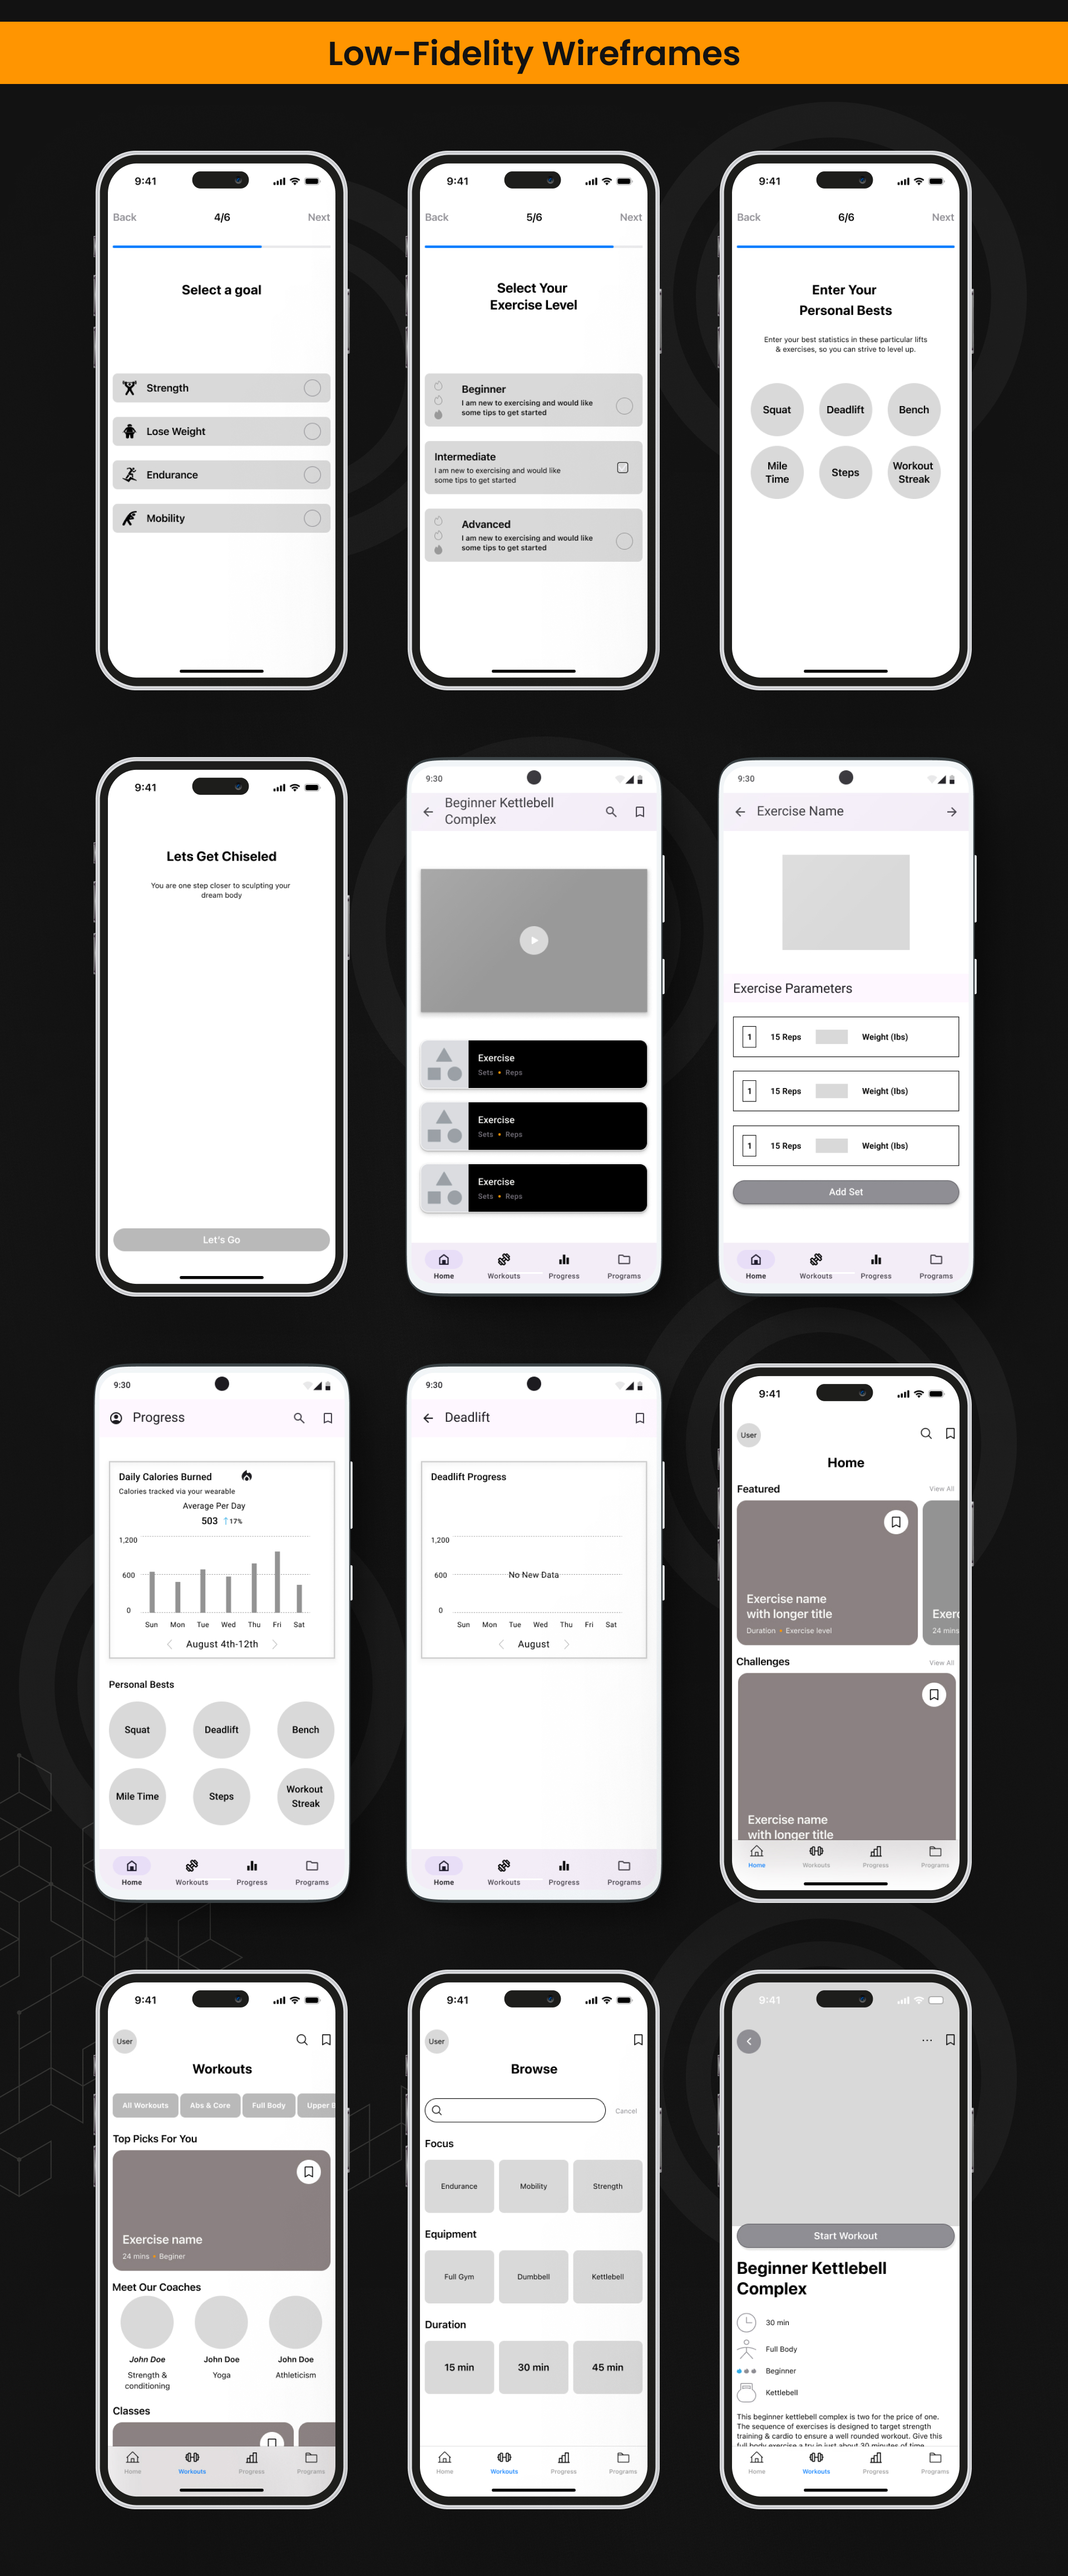 Low-Fidelity Wireframes
9:41
Back 4/6 Next
Select a goal
Strength
Lose Weight
Endurance
Mobility
9:41
Back 5/6 Next
Select Your
Exercise Level
Beginner
I am new to exercising and would like
some tips to get started
Intermediate
I am new to exercising and would like
some tips to get started
Advanced
I am new to exercising and would like
some tips to get started
9:41
Back 6/6 Next
Enter Your
Personal Bests
Enter your best statistics in these particular lifts
& exercises, so you can strive to level up.
Squat Deadlift Bench
Mile
Time
Steps
Workout
Streak
9:41
Lets Get Chiseled
You are one step closer to sculpting your
dream body
Let's Go
9:30
Beginner Kettlebell
Complex
Exercise
Sets • Reps
Exercise
Sets • Reps
Exercise
Sets • Reps
Home Workouts Progress Programs
9:30
Exercise Name
Exercise Parameters
1 15 Reps Weight (lbs)
1 15 Reps Weight (lbs)
1 15 Reps Weight (lbs)
Add Set
Home Workouts Progress Programs
9:30
Progress
Daily Calories Burned
Calories tracked via your wearable
Average Per Day
503 ↑17%
1,200
600
0
Sun Mon Tue Wed Thu Fri Sat
August 4th-12th
Personal Bests
Squat Deadlift Bench
Mile Time
Steps
Workout
Streak
Home Workouts Progress Programs
9:30
Deadlift
Deadlift Progress
1,200
600 No New Data
0
Sun Mon Tue Wed Thu Fri Sat
August
Home Workouts Progress Programs
9:41
User
Home
Featured View All
Exercise name
with longer title
Duration • Exercise level
Exerc
24 mins
Challenges View All
Exercise name
with longer title
Home Workouts Progress Programs
9:41
User
Workouts
All Workouts Abs & Core Full Body Upper B
Top Picks For You
Exercise name
24 mins • Beginer
Meet Our Coaches
John Doe John Doe John Doe
Strength &
conditioning
Yoga
Athleticism
Classes
Home Workouts Progress Programs
9:41
User
Browse
Cancel
Focus
Endurance Mobility Strength
Equipment
Full Gym Dumbbell Kettlebell
Duration
15 min 30 min 45 min
Home Workouts Progress Programs
9:41
Start Workout
Beginner Kettlebell
Complex
30 min
Full Body
Beginner
Kettlebell
This beginner kettlebell complex is two for the price of one.
The sequence of exercises is designed to target strength
training & cardio to ensure a well rounded workout. Give this
full body exercise a try in just about 30 minutes of time
Home Workouts Progress Programs